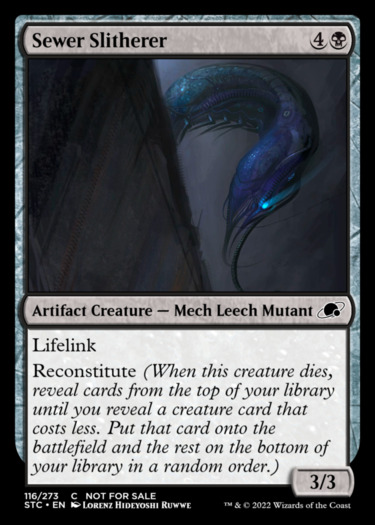 Sewer Slitherer 4
Artifact Creature — Mech Leech Mutant
Lifelink
Reconstitute (When this creature dies,
reveal cards from the top of your library
until you reveal a creature card that
costs less. Put that card onto the
battlefield and the rest on the bottom of
your library in a random order.)
3/3
116/273 C NOT FOR SALE
STC • EN Lorenz Hideyoshi Ruwwe
™ & © 2022 Wizards of the Coast